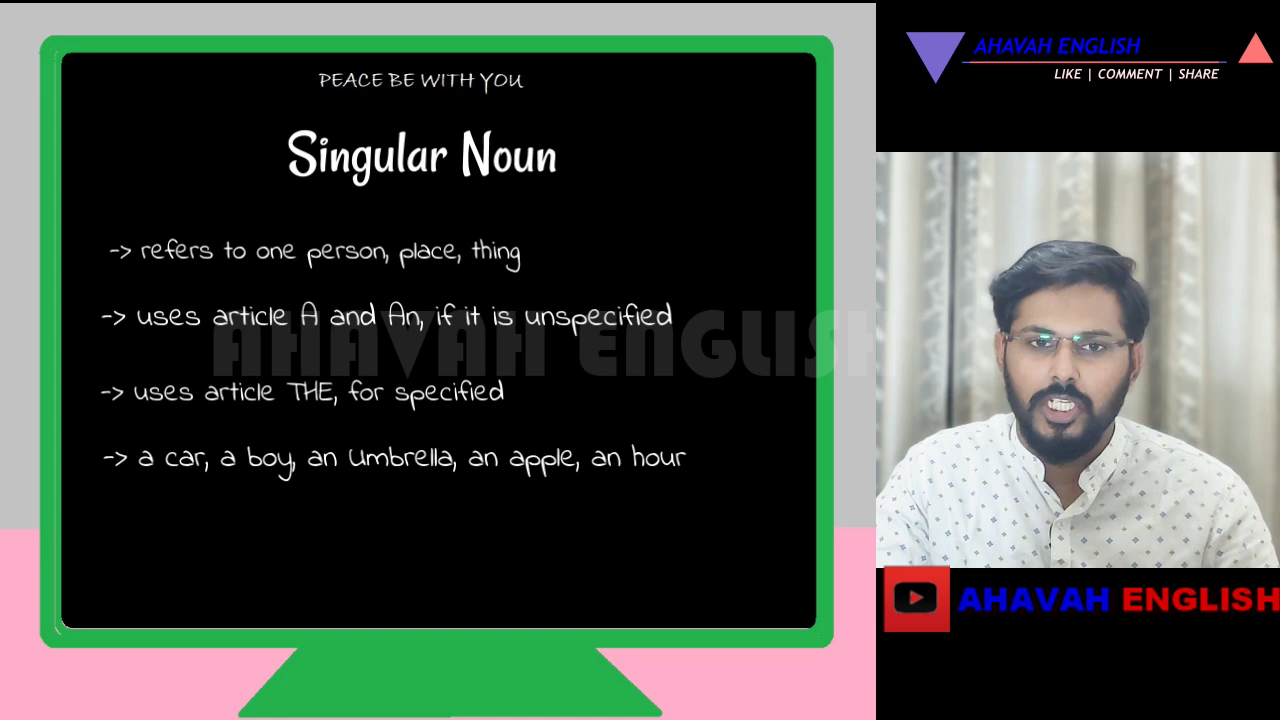 PEACE BE WITH YOU
Singular Noun
-> refers to one person, place, thing
-> uses article A and An, if it is unspecified
AHAVAH ENGLISH
-> uses article THE, for specified
-> a car, a boy, an Umbrella, an apple, an hour
AHAVAH ENGLISH
LIKE | COMMENT | SHARE
AHAVAH ENGLISH